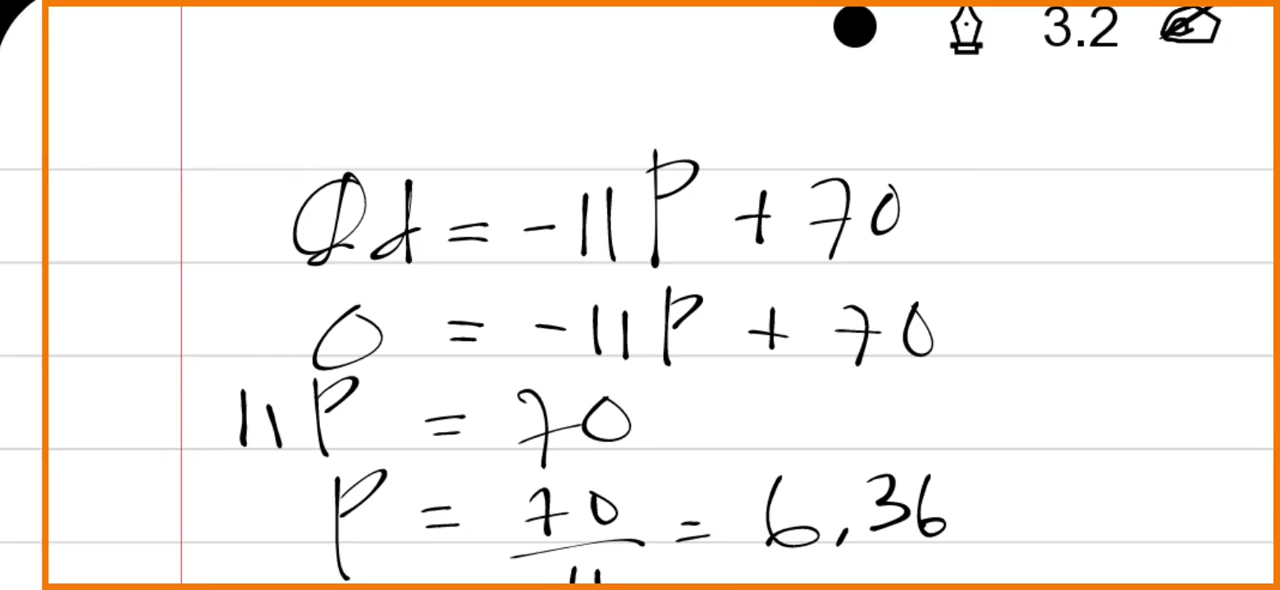 3.2
Qd = -11P + 70
0 = -11P + 70
11P = 70
P = 70/11 = 6,36